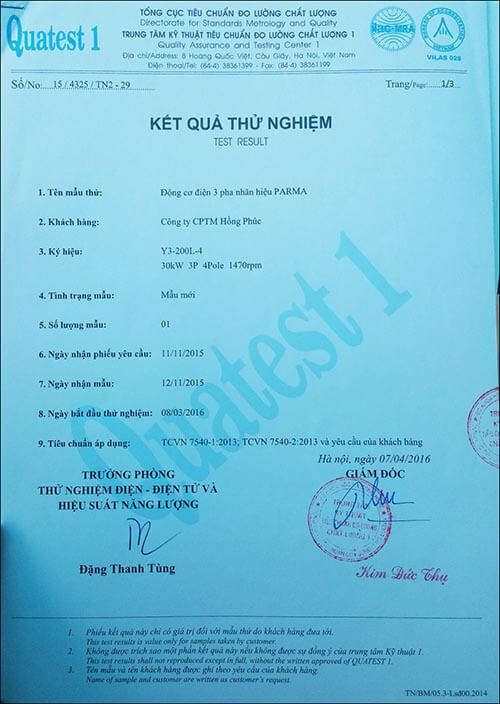 Quatest 1
TỔNG CỤC TIÊU CHUẨN ĐO LƯỜNG CHẤT LƯỢNG
Directorate for Standards Metrology and Quality
TRUNG TÂM KỸ THUẬT TIÊU CHUẨN ĐO LƯỜNG CHẤT LƯỢNG 1
Quality Assurance and Testing Center 1
Địa chỉ/Address: 8 Hoàng Quốc Việt, Cầu Giấy, Hà Nội, Việt Nam
Điện thoại/Tel: (84-4) 38361399 - Fax: (84-4) 38361199
ILAC-MRA
VILAS 028
Số/No: 15 / 4325 / TN2 - 29
Trang/Page: 1/3
KẾT QUẢ THỬ NGHIỆM
TEST RESULT
1. Tên mẫu thử: Động cơ điện 3 pha nhãn hiệu PARMA
2. Khách hàng: Công ty CPTM Hồng Phúc
3. Ký hiệu: Y3-200L-4
30kW 3P 4Pole 1470rpm
4. Tình trạng mẫu: Mẫu mới
5. Số lượng mẫu: 01
6. Ngày nhận phiếu yêu cầu: 11/11/2015
7. Ngày nhận mẫu: 12/11/2015
8. Ngày bắt đầu thử nghiệm: 08/03/2016
9. Tiêu chuẩn áp dụng: TCVN 7540-1:2013; TCVN 7540-2:2013 và yêu cầu của khách hàng
Quatest 1
Hà nội, ngày 07/04/2016
TRƯỞNG PHÒNG
THỬ NGHIỆM ĐIỆN - ĐIỆN TỬ VÀ
HIỆU SUẤT NĂNG LƯỢNG
GIÁM ĐỐC
TRUNG TÂM
KỸ THUẬT
CHẤT LƯỢNG 1
Đặng Thanh Tùng
Kim Đức Thụ
1. Phiếu kết quả này chỉ có giá trị đối với mẫu thử do khách hàng đưa tới.
This test results is value only for samples taken by customer.
2. Không được trích sao một phần kết quả này nếu không được sự đồng ý của trung tâm Kỹ thuật 1.
This test results shall not reproduced except in full, without the written approved of QUATEST 1.
3. Tên mẫu và tên khách hàng được ghi theo yêu cầu của khách hàng.
Name of sample and customer are written as customer's request.
TN/BM/05.3-Lsđ00.2014